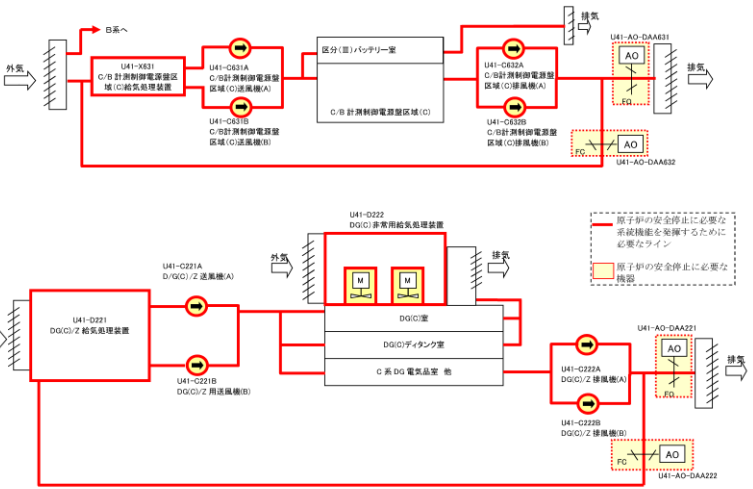 B系へ
外気
U41-X631
C/B 計測制御電源盤区
域(C)給気処理装置
U41-C631A
C/B計測制御電源盤
区域(C)送風機(A)
U41-C631B
C/B計測制御電源盤
区域(C)送風機(B)
区分(Ⅲ)バッテリー室
C/B 計測制御電源盤区域(C)
U41-C632A
C/B計測制御電源盤
区域(C)排風機(A)
U41-C632B
C/B計測制御電源盤
区域(C)排風機(B)
排気
U41-AO-DAA631
AO
FO
排気
FC
AO
U41-AO-DAA632
U41-D222
DG(C)非常用給気処理装置
外気
M
M
排気
原子炉の安全停止に必要な
系統機能を発揮するために
必要なライン
原子炉の安全停止に必要な
機器
U41-D221
DG(C)/Z 給気処理装置
U41-C221A
D/G(C)/Z 送風機(A)
U41-C221B
DG(C)/Z 用送風機(B)
DG(C)室
DG(C)ディタンク室
C 系 DG 電気品室 他
U41-C222A
DG(C)/Z 排風機(A)
U41-C222B
DG(C)/Z 排風機(B)
U41-AO-DAA221
AO
FO
排気
FC
AO
U41-AO-DAA222